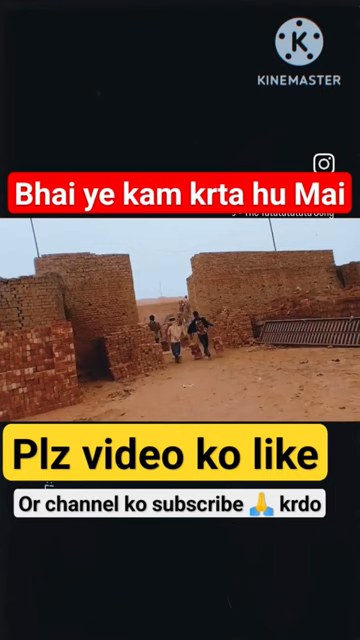 KINEMASTER
Bhai ye kam krta hu Mai
Plz video ko like
Or channel ko subscribe 🙏 krdo